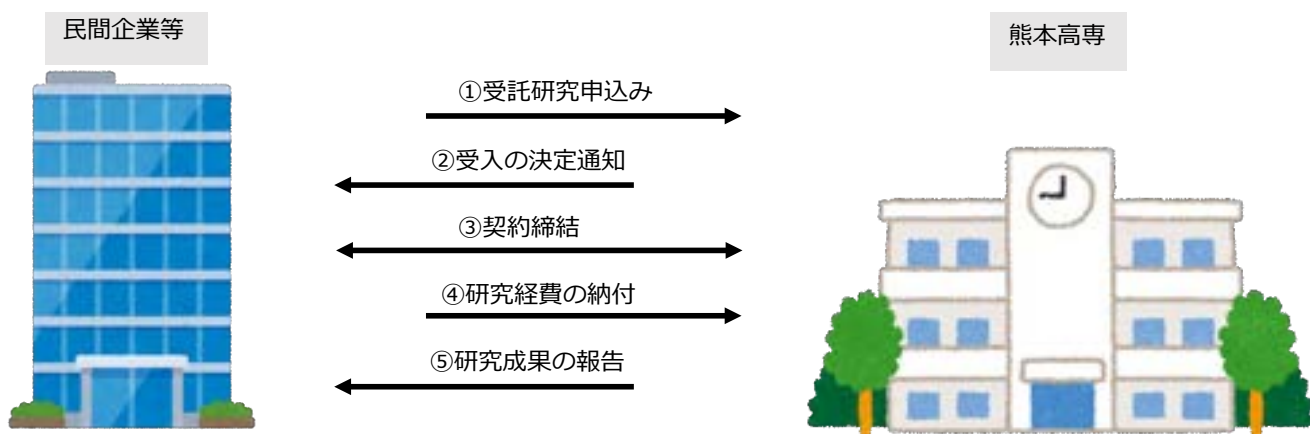 民間企業等
熊本高専
①受託研究申込み
②受入の決定通知
③契約締結
④研究経費の納付
⑤研究成果の報告